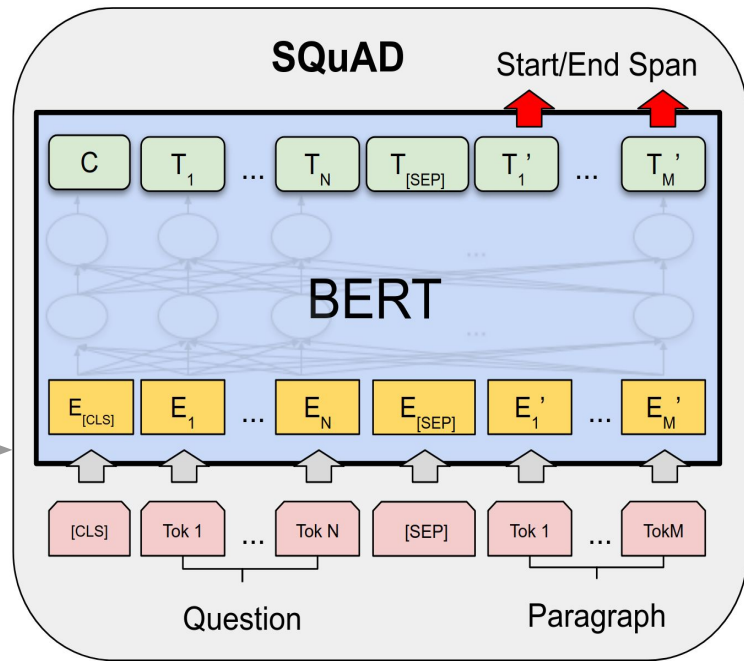 SQuAD
Start/End Span
C T1 ... TN T[SEP] T1’ ... TM’
...
BERT
...
E[CLS] E1 ... EN E[SEP] E1’ ... EM’
[CLS] Tok 1 ... Tok N [SEP] Tok 1 ... TokM
Question Paragraph